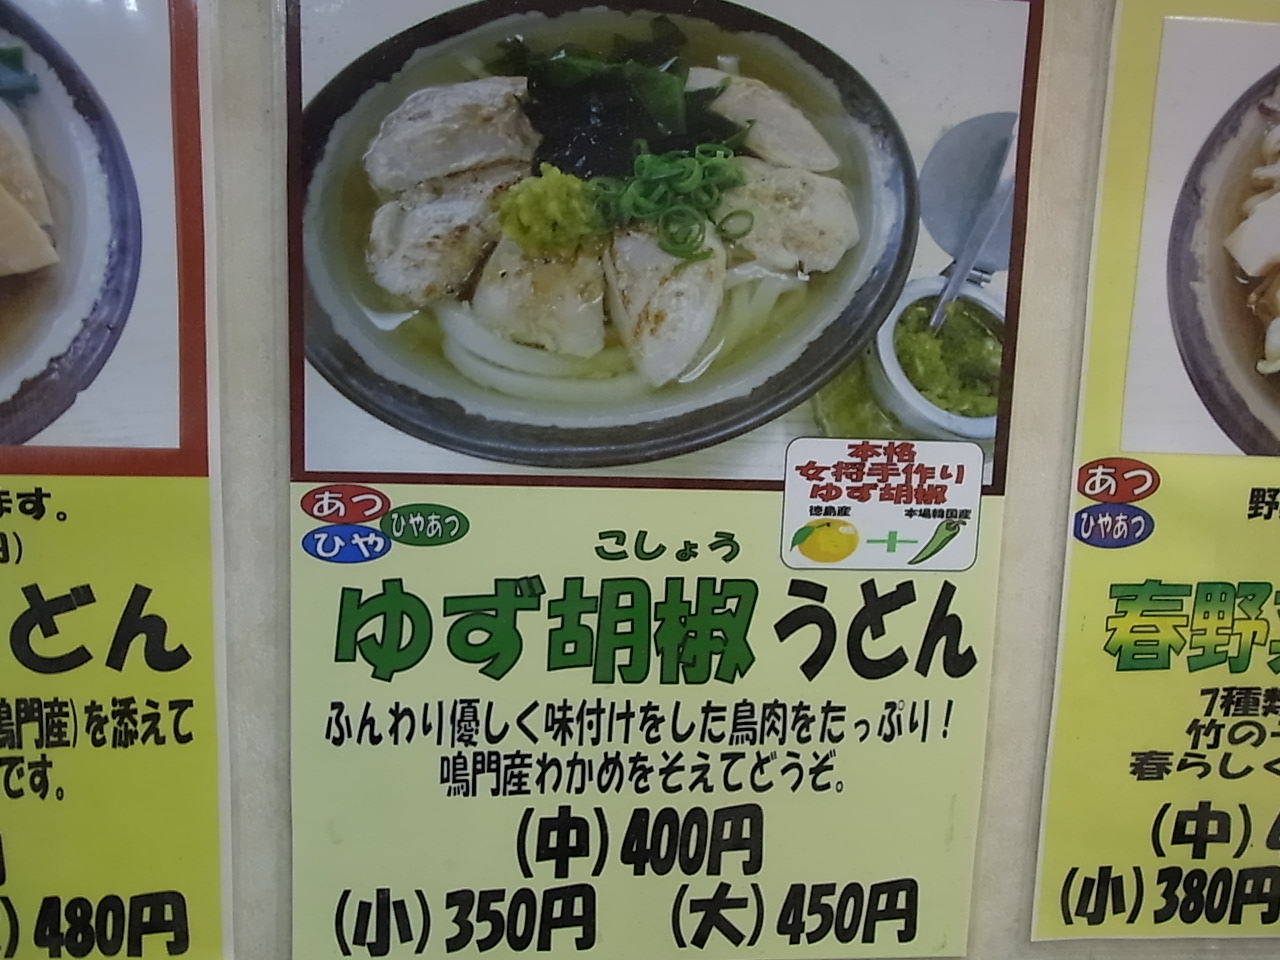 ます。
円)
どん
鳴門産)を添えて
です。
480円
本格
女将手作り
ゆず胡椒
徳島産
本場韓国産
+
あつ
ひやあつ
ひや
こしょう
ゆず胡椒うどん
ふんわり優しく味付けをした鳥肉をたっぷり!
鳴門産わかめをそえてどうぞ。
(中)400円
(小)350円 (大)450円
あつ
ひやあつ
春野
7種類
竹の
春らしく
(中)
(小)380円